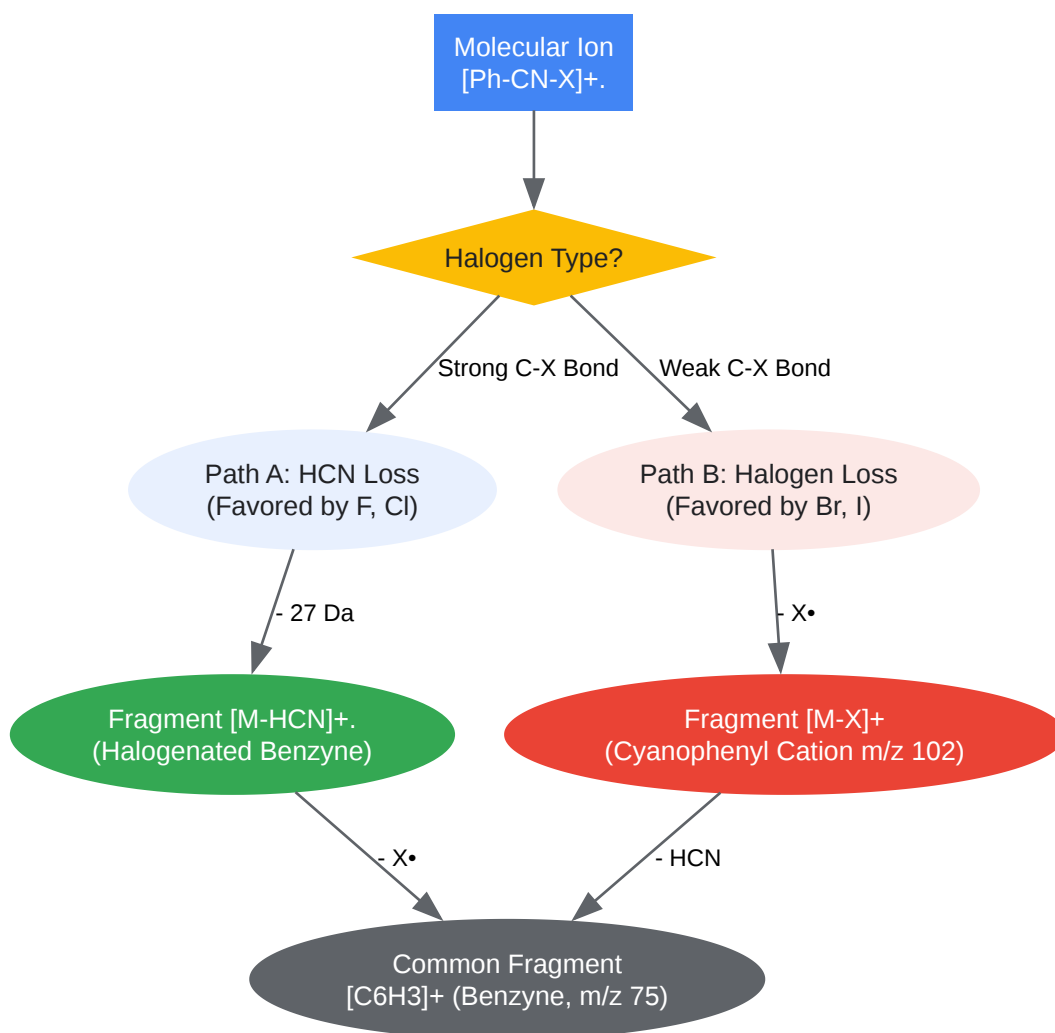 Molecular Ion
[Ph-CN-X]+.
Halogen Type?
Strong C-X Bond
Weak C-X Bond
Path A: HCN Loss
(Favored by F, Cl)
Path B: Halogen Loss
(Favored by Br, I)
- 27 Da
- X•
Fragment [M-HCN]+.
(Halogenated Benzyne)
Fragment [M-X]+
(Cyanophenyl Cation m/z 102)
- X•
- HCN
Common Fragment
[C6H3]+ (Benzyne, m/z 75)